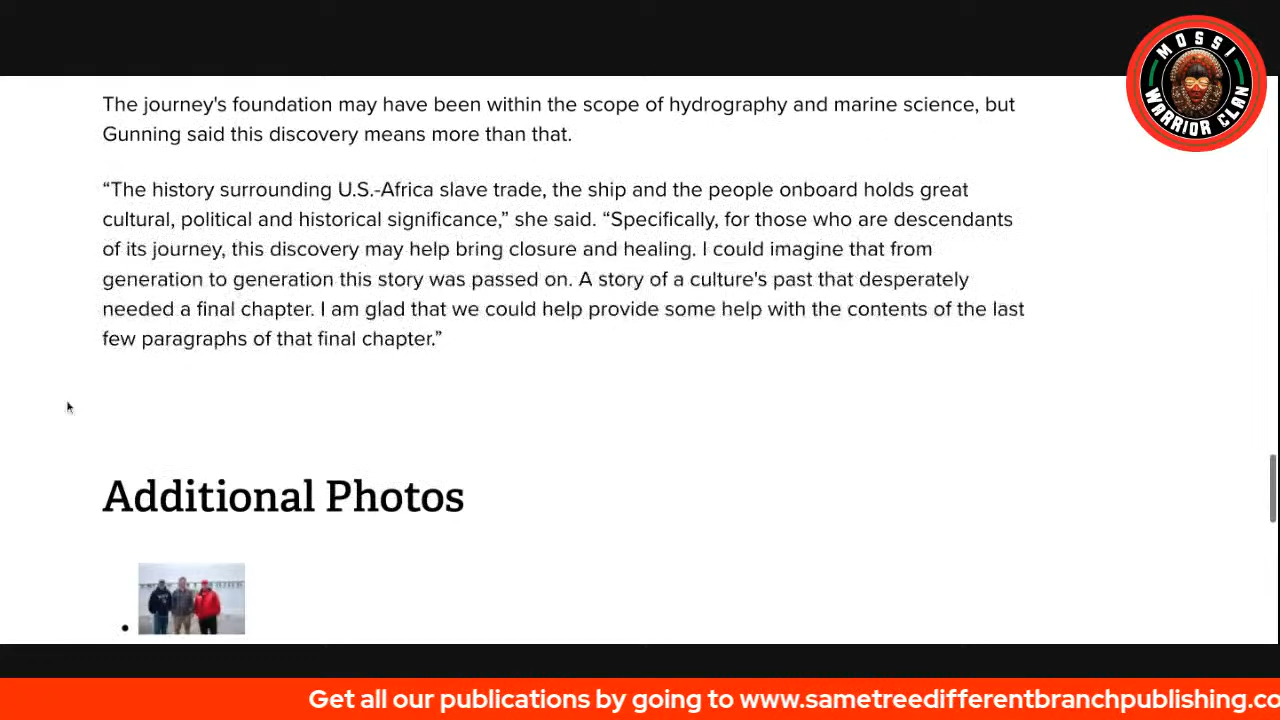 MOSSI
WARRIOR CLAN
The journey's foundation may have been within the scope of hydrography and marine science, but
Gunning said this discovery means more than that.
“The history surrounding U.S.-Africa slave trade, the ship and the people onboard holds great
cultural, political and historical significance,” she said. “Specifically, for those who are descendants
of its journey, this discovery may help bring closure and healing. I could imagine that from
generation to generation this story was passed on. A story of a culture's past that desperately
needed a final chapter. I am glad that we could help provide some help with the contents of the last
few paragraphs of that final chapter.”
Additional Photos
Get all our publications by going to www.sametreedifferentbranchpublishing.co